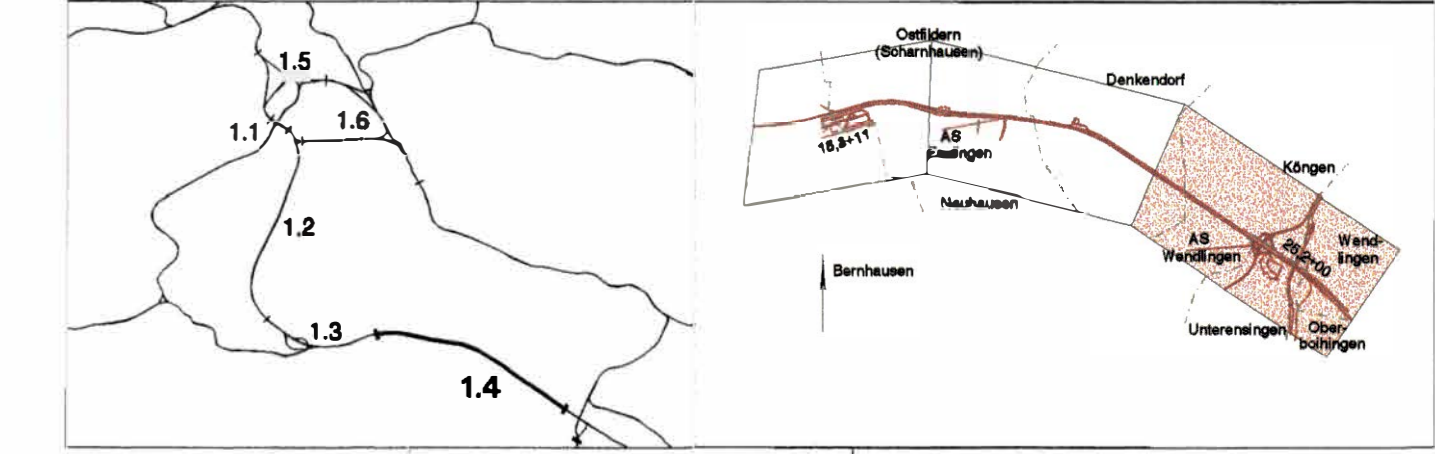 1.5
1.1
1.6
1.2
1.3
1.4
Ostfildern
(Scharnhausen)
Denkendorf
15,3+11
AS
Neuhausen
Köngen
AS
Wendlingen
25,2+00
Wend-
lingen
Bernhausen
Unterensingen
Ober-
boihingen